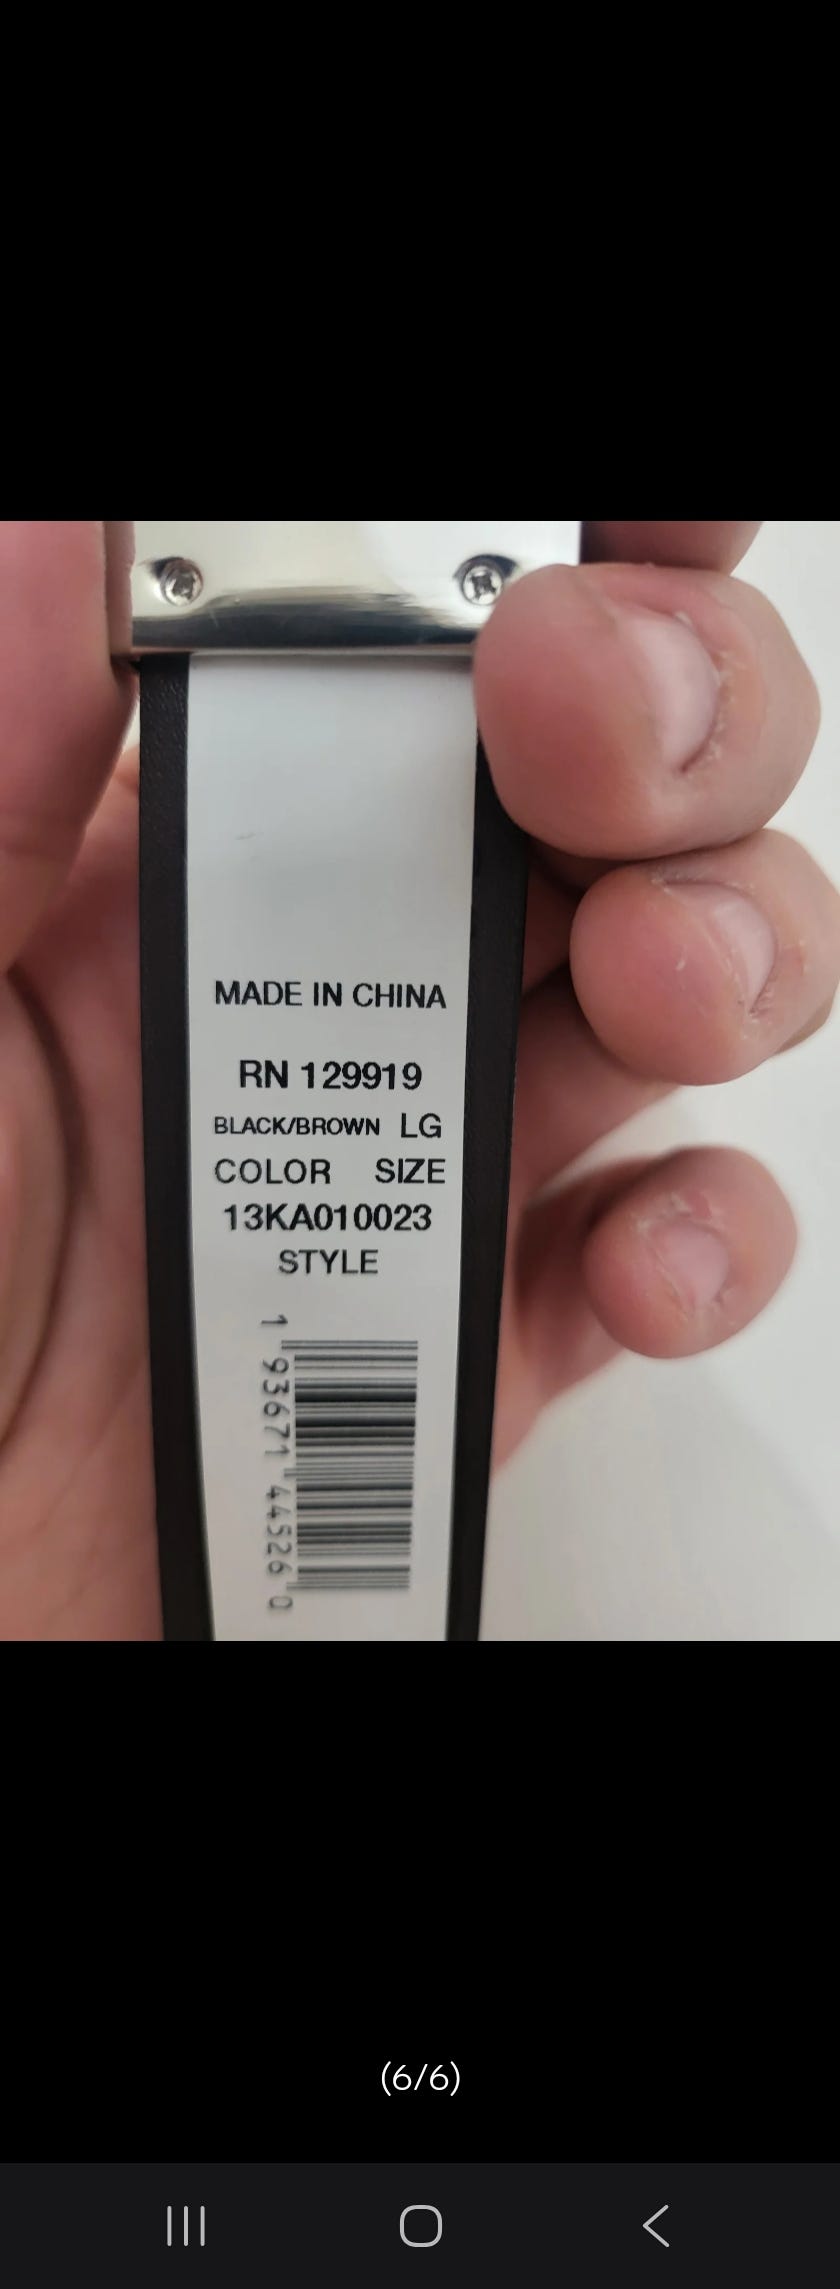 MADE IN CHINA
RN 129919
BLACK/BROWN LG
COLOR SIZE
13KA010023
STYLE
1 93671 44526 0
(6/6)